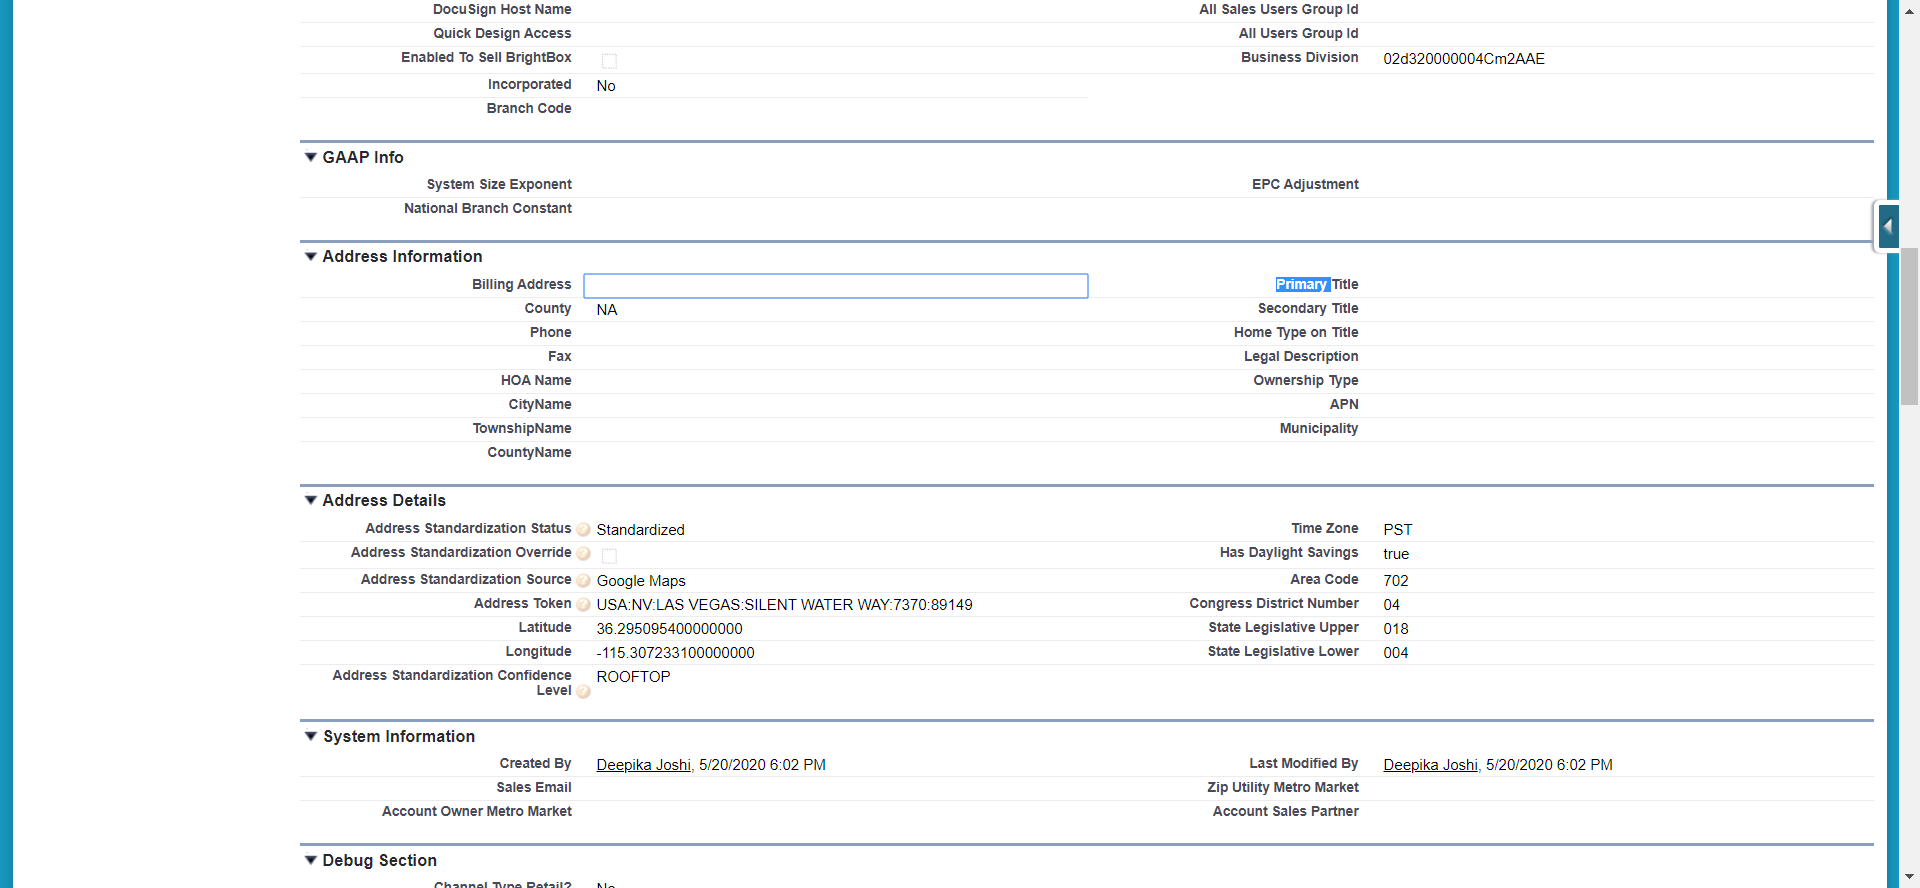 DocuSign Host Name All Sales Users Group Id
Quick Design Access All Users Group Id
Enabled To Sell BrightBox Business Division 02d320000004Cm2AAE
Incorporated No
Branch Code
GAAP Info
System Size Exponent EPC Adjustment
National Branch Constant
Address Information
Billing Address Primary Title
County NA Secondary Title
Phone Home Type on Title
Fax Legal Description
HOA Name Ownership Type
CityName APN
TownshipName Municipality
CountyName
Address Details
Address Standardization Status ? Standardized Time Zone PST
Address Standardization Override ? Has Daylight Savings true
Address Standardization Source ? Google Maps Area Code 702
Address Token ? USA:NV:LAS VEGAS:SILENT WATER WAY:7370:89149 Congress District Number 04
Latitude 36.295095400000000 State Legislative Upper 018
Longitude -115.307233100000000 State Legislative Lower 004
Address Standardization Confidence ROOFTOP
Level ?
System Information
Created By Deepika Joshi, 5/20/2020 6:02 PM Last Modified By Deepika Joshi, 5/20/2020 6:02 PM
Sales Email Zip Utility Metro Market
Account Owner Metro Market Account Sales Partner
Debug Section
Channel Type Retail? No